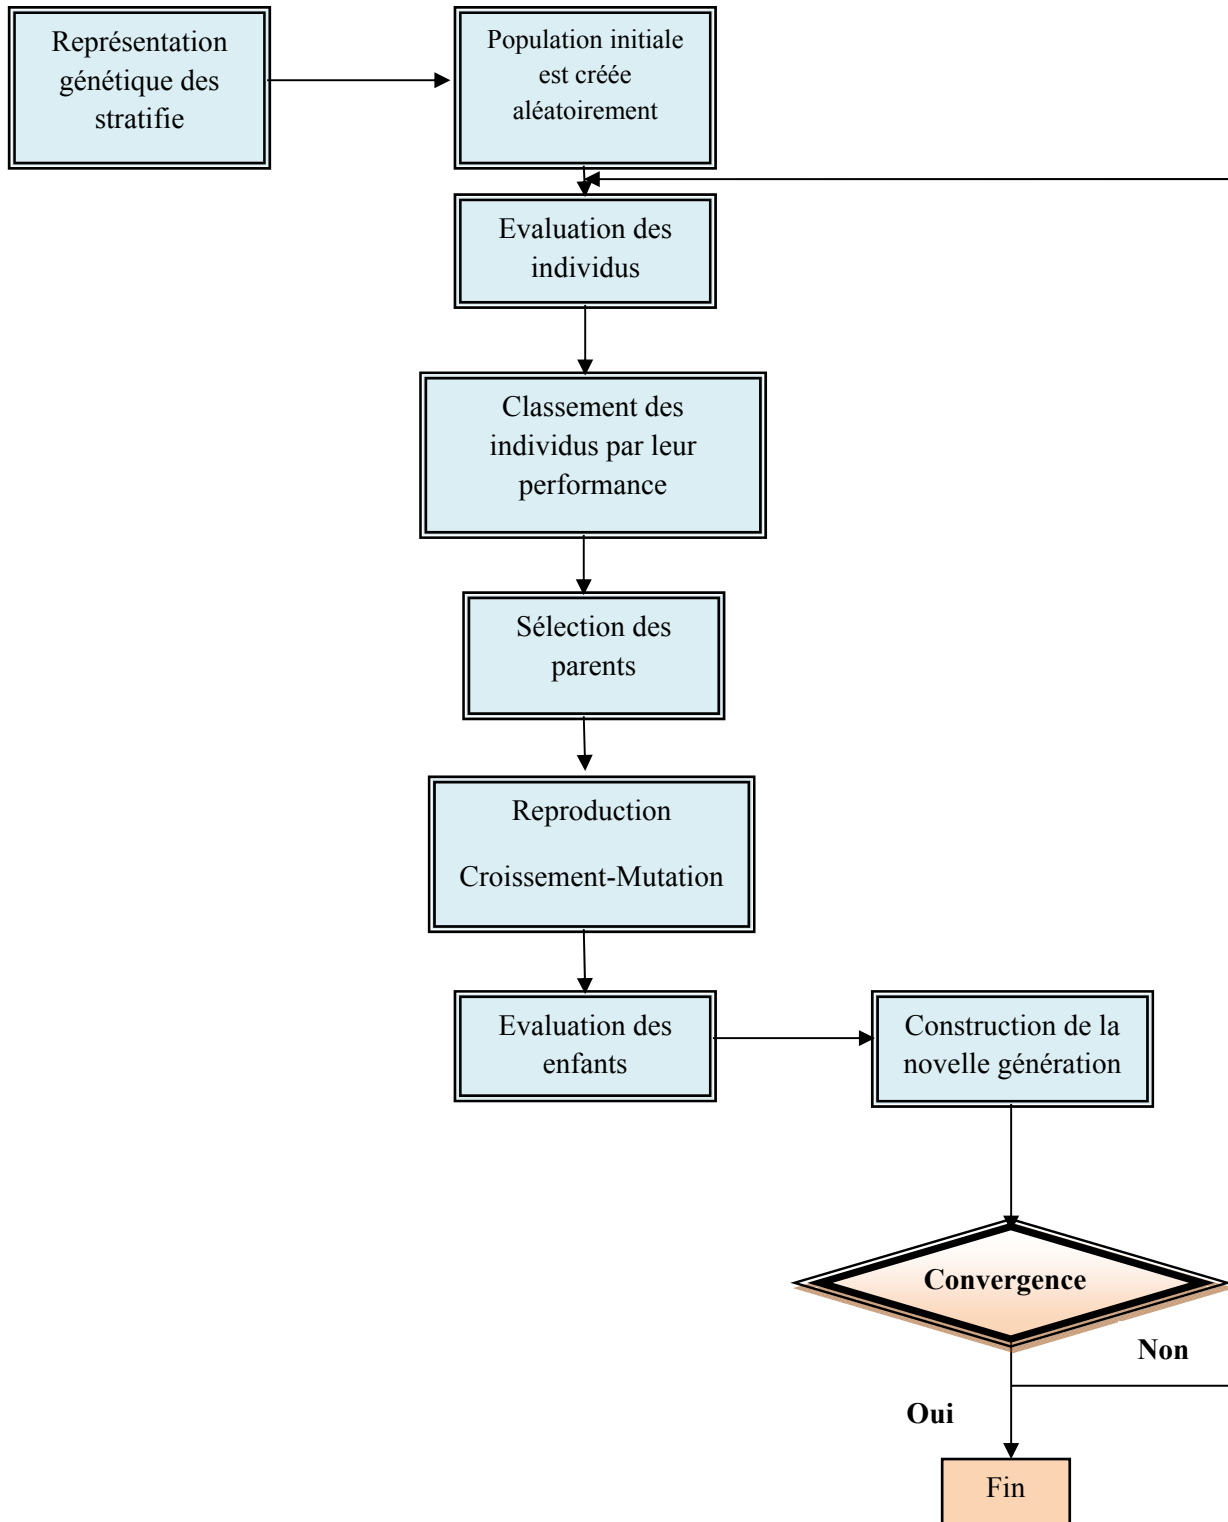 Représentation
génétique des
stratifie
Population initiale
est créée
aléatoirement
Evaluation des
individus
Classement des
individus par leur
performance
Sélection des
parents
Reproduction
Croissement-Mutation
Evaluation des
enfants
Construction de la
novelle génération
Convergence
Non
Oui
Fin